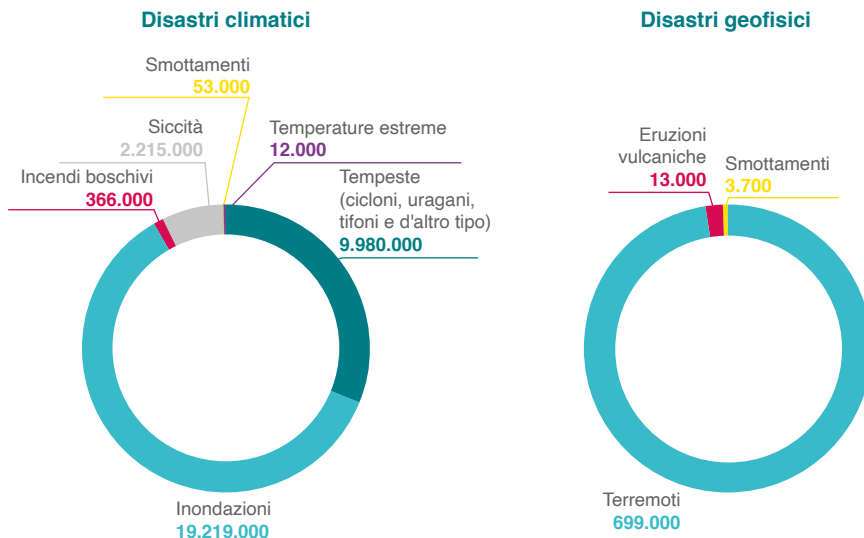 Disastri climatici
Smottamenti
53.000
Siccità
2.215.000
Temperature estreme
12.000
Incendi boschivi
366.000
Tempeste
(cicloni, uragani,
tifoni e d'altro tipo)
9.980.000
Inondazioni
19.219.000
Disastri geofisici
Eruzioni
vulcaniche
13.000
Smottamenti
3.700
Terremoti
699.000